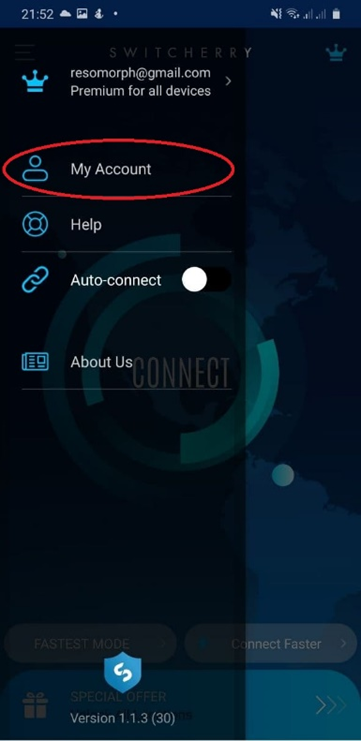 21:52
SWITCHERRY
resomorph@gmail.com
Premium for all devices
My Account
Help
Auto-connect
About Us
CONNECT
FASTEST MODE
Connect Faster
SPECIAL OFFER
Version 1.1.3 (30)